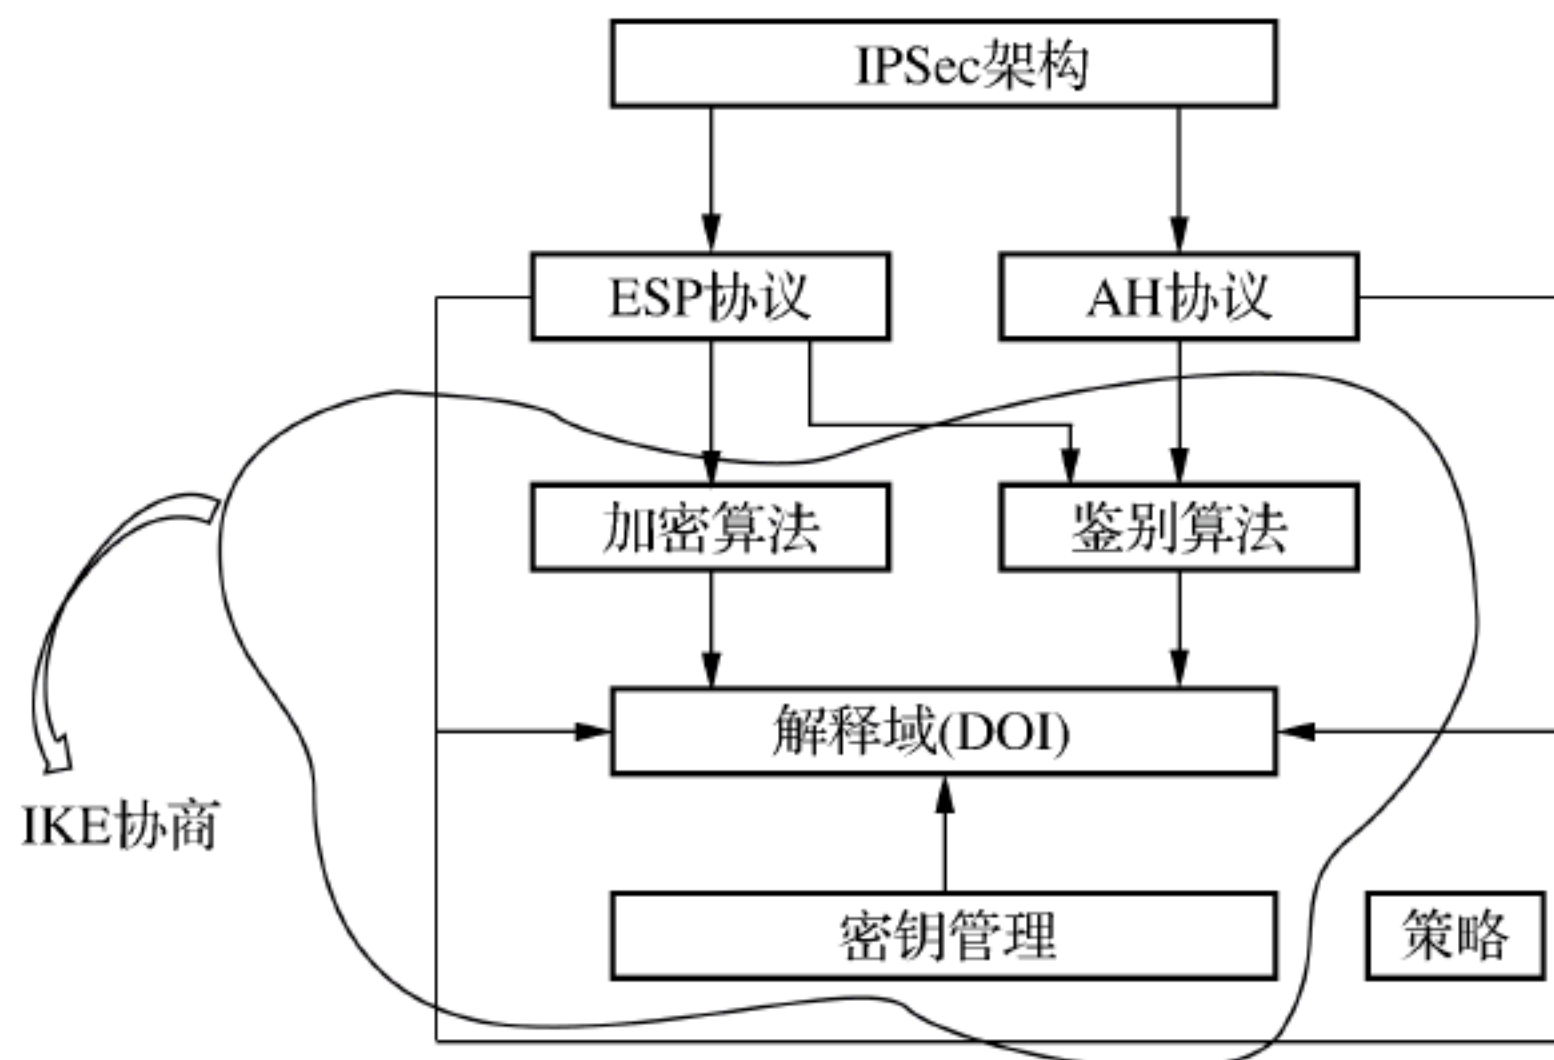 IPSec架构
ESP协议
AH协议
加密算法
鉴别算法
解释域(DOI)
IKE协商
密钥管理
策略